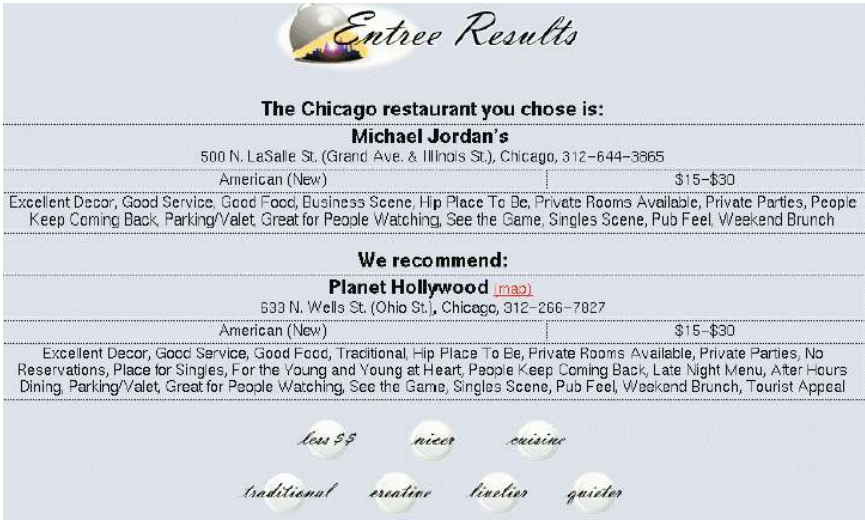 Entree Results
The Chicago restaurant you chose is:
Michael Jordan's
500 N. LaSalle St. (Grand Ave. & Illinois St.), Chicago, 312-644-3865
American (New) $15-$30
Excellent Decor, Good Service, Good Food, Business Scene, Hip Place To Be, Private Rooms Available, Private Parties, People
Keep Coming Back, Parking/Valet, Great for People Watching, See the Game, Singles Scene, Pub Feel, Weekend Brunch
We recommend:
Planet Hollywood (map)
633 N. Wells St. (Ohio St.), Chicago, 312-266-7827
American (New) $15-$30
Excellent Decor, Good Service, Good Food, Traditional, Hip Place To Be, Private Rooms Available, Private Parties, No
Reservations, Place for Singles, For the Young and Young at Heart, People Keep Coming Back, Late Night Menu, After Hours
Dining, Parking/Valet, Great for People Watching, See the Game, Singles Scene, Pub Feel, Weekend Brunch, Tourist Appeal
less $$ nicer cuisine
traditional creative livelier quieter